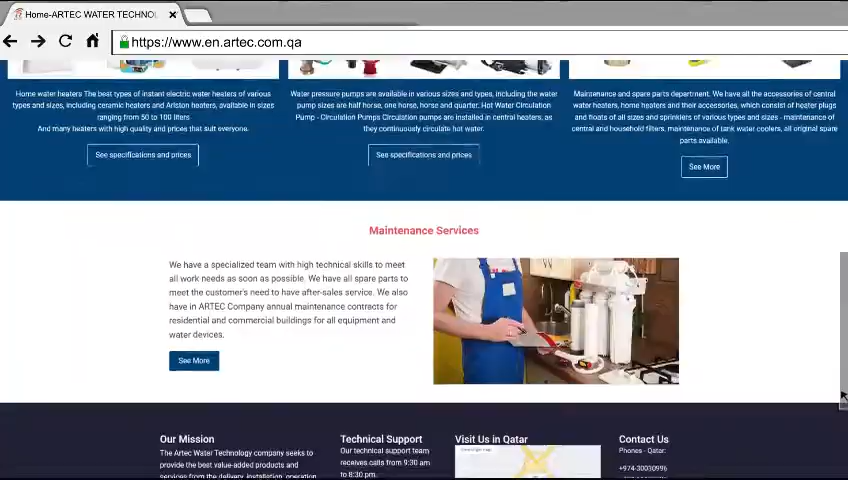 Home-ARTEC WATER TECHNOL
https://www.en.artec.com.qa
Home water heaters The best types of instant electric water heaters of various
types and sizes, including ceramic heaters and Ariston heaters, available in sizes
ranging from 50 to 100 liters
And many heaters with high quality and prices that suit everyone.
See specifications and prices
Water pressure pumps are available in various sizes and types, including the water
pump sizes are half horse, one horse, horse and quarter. Hot Water Circulation
Pump - Circulation Pumps Circulation pumps are installed in central heaters, as
they continuously circulate hot water.
See specifications and prices
Maintenance and spare parts department. We have all the accessories of central
water heaters, home heaters and their accessories, which consist of heater plugs
and floats of all sizes and sprinklers of various types and sizes - maintenance of
central and household filters, maintenance of tank water coolers, all original spare
parts available.
See More
Maintenance Services
We have a specialized team with high technical skills to meet
all work needs as soon as possible. We have all spare parts to
meet the customer's need to have after-sales service. We also
have in ARTEC Company annual maintenance contracts for
residential and commercial buildings for all equipment and
water devices.
See More
Our Mission
The Artec Water Technology company seeks to
provide the best value-added products and
services from the delivery, installation, operation
Technical Support
Our technical support team
receives calls from 9:30 am
to 8:30 pm.
Visit Us in Qatar
Contact Us
Phones - Qatar:
+974-30030996